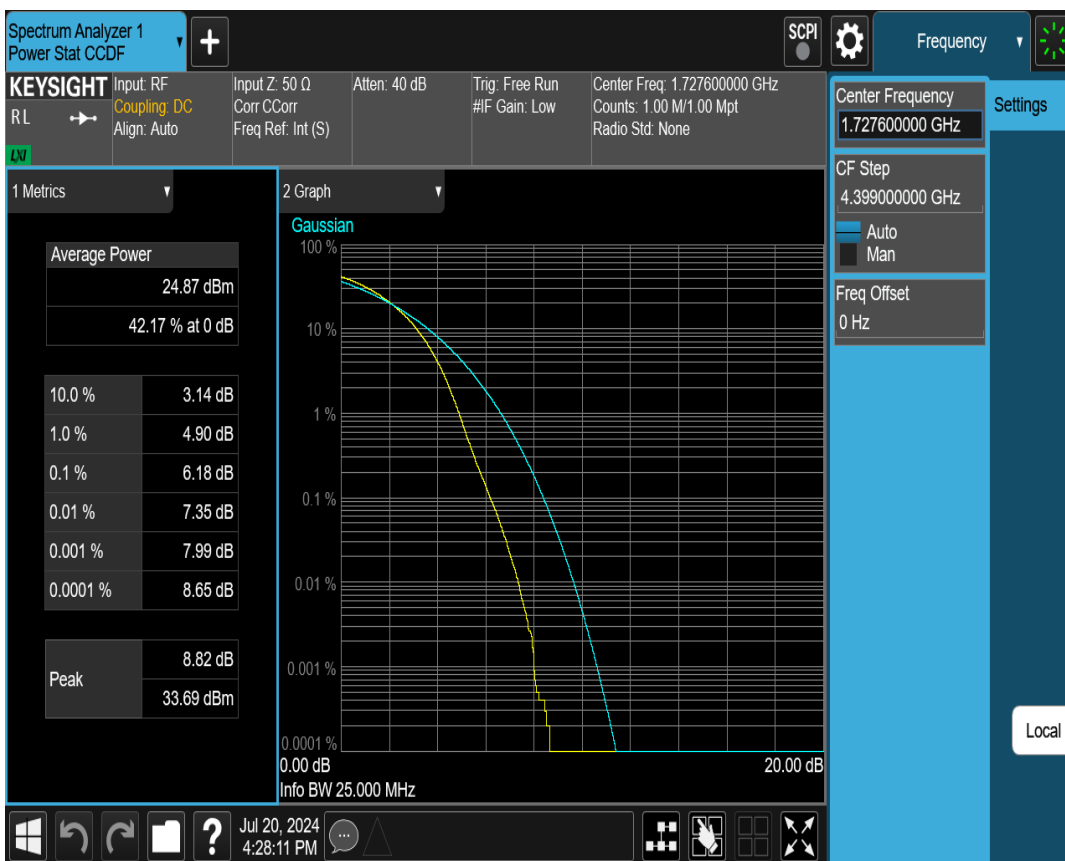 Spectrum Analyzer 1
Power Stat CCDF
+
SCPI
Frequency
KEYSIGHT
RL
LXI
Input: RF
Coupling: DC
Align: Auto
Input Z: 50 Ω
Corr CCorr
Freq Ref: Int (S)
Atten: 40 dB
Trig: Free Run
#IF Gain: Low
Center Freq: 1.727600000 GHz
Counts: 1.00 M/1.00 Mpt
Radio Std: None
Center Frequency
1.727600000 GHz
Settings
CF Step
4.399000000 GHz
Auto
Man
Freq Offset
0 Hz
1 Metrics
Average Power
24.87 dBm
42.17 % at 0 dB
10.0 % 3.14 dB
1.0 % 4.90 dB
0.1 % 6.18 dB
0.01 % 7.35 dB
0.001 % 7.99 dB
0.0001 % 8.65 dB
Peak 8.82 dB
33.69 dBm
2 Graph
Gaussian
100 %
10 %
1 %
0.1 %
0.01 %
0.001 %
0.0001 %
0.00 dB 20.00 dB
Info BW 25.000 MHz
Local
?
Jul 20, 2024
4:28:11 PM